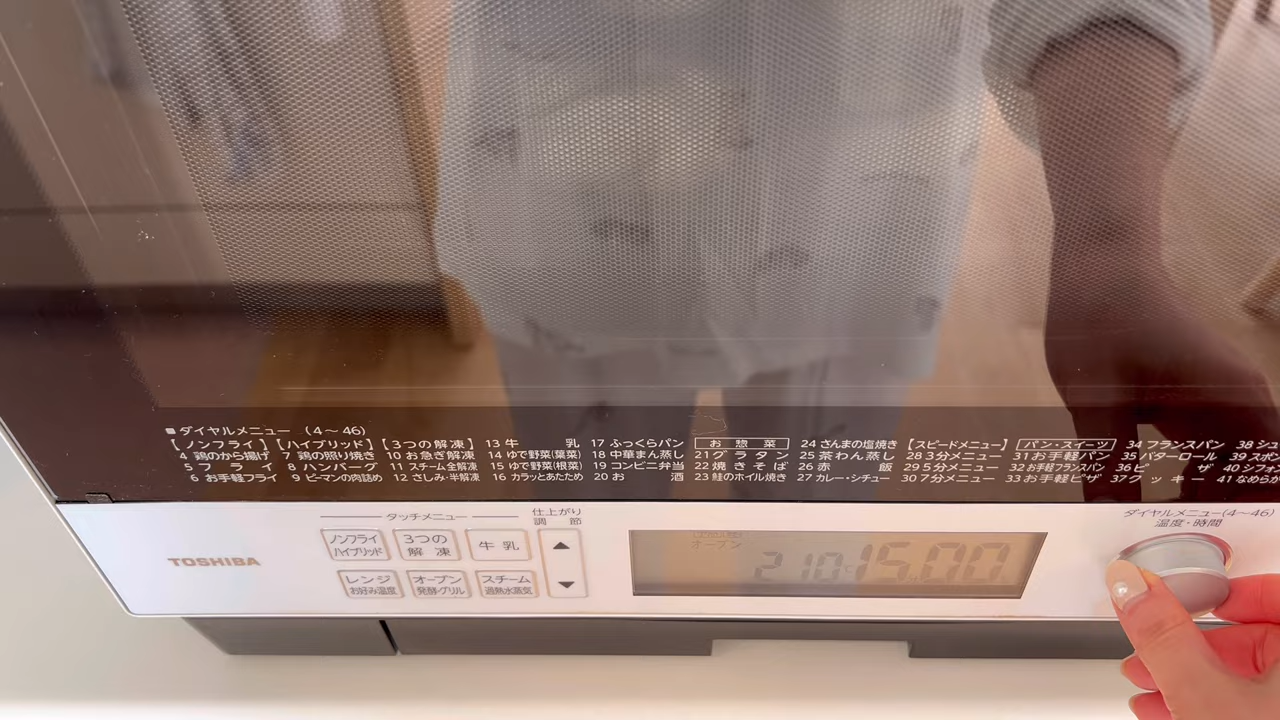 ■ダイヤルメニュー (4～46)
【ノンフライ】【ハイブリッド】【3つの解凍】 13 牛 乳 17 ふっくらパン お惣菜 24 さんまの塩焼き 【スピードメニュー】 パン・スイーツ 34 フランスパン 38 シュ
4 鶏のから揚げ 7 鶏の照り焼き 10 お急ぎ解凍 14 ゆで野菜(葉菜) 18 中華まん蒸し 21 グラタン 25 茶わん蒸し 28 3分メニュー 31 お手軽パン 35 バターロール 39 スポン
5 フライ 8 ハンバーグ 11 スチーム全解凍 15 ゆで野菜(根菜) 19 コンビニ弁当 22 焼きそば 26 赤 飯 29 5分メニュー 32 お手軽フランスパン 36 ピ ザ 40 シフォン
6 お手軽フライ 9 ピーマンの肉詰め 12 さしみ・半解凍 16 カラッとあたため 20 お 酒 23 鮭のホイル焼き 27 カレー・シチュー 30 7分メニュー 33 お手軽ピザ 37 クッキー 41 なめらか
タッチメニュー
仕上がり
調 節
ダイヤルメニュー(4～46)
温度・時間
TOSHIBA
ノンフライ
ハイブリッド
3つの
解 凍
牛 乳
▲
レンジ
お好み温度
オーブン
発酵・グリル
スチーム
過熱水蒸気
▼
オーブン
210℃ 15.00